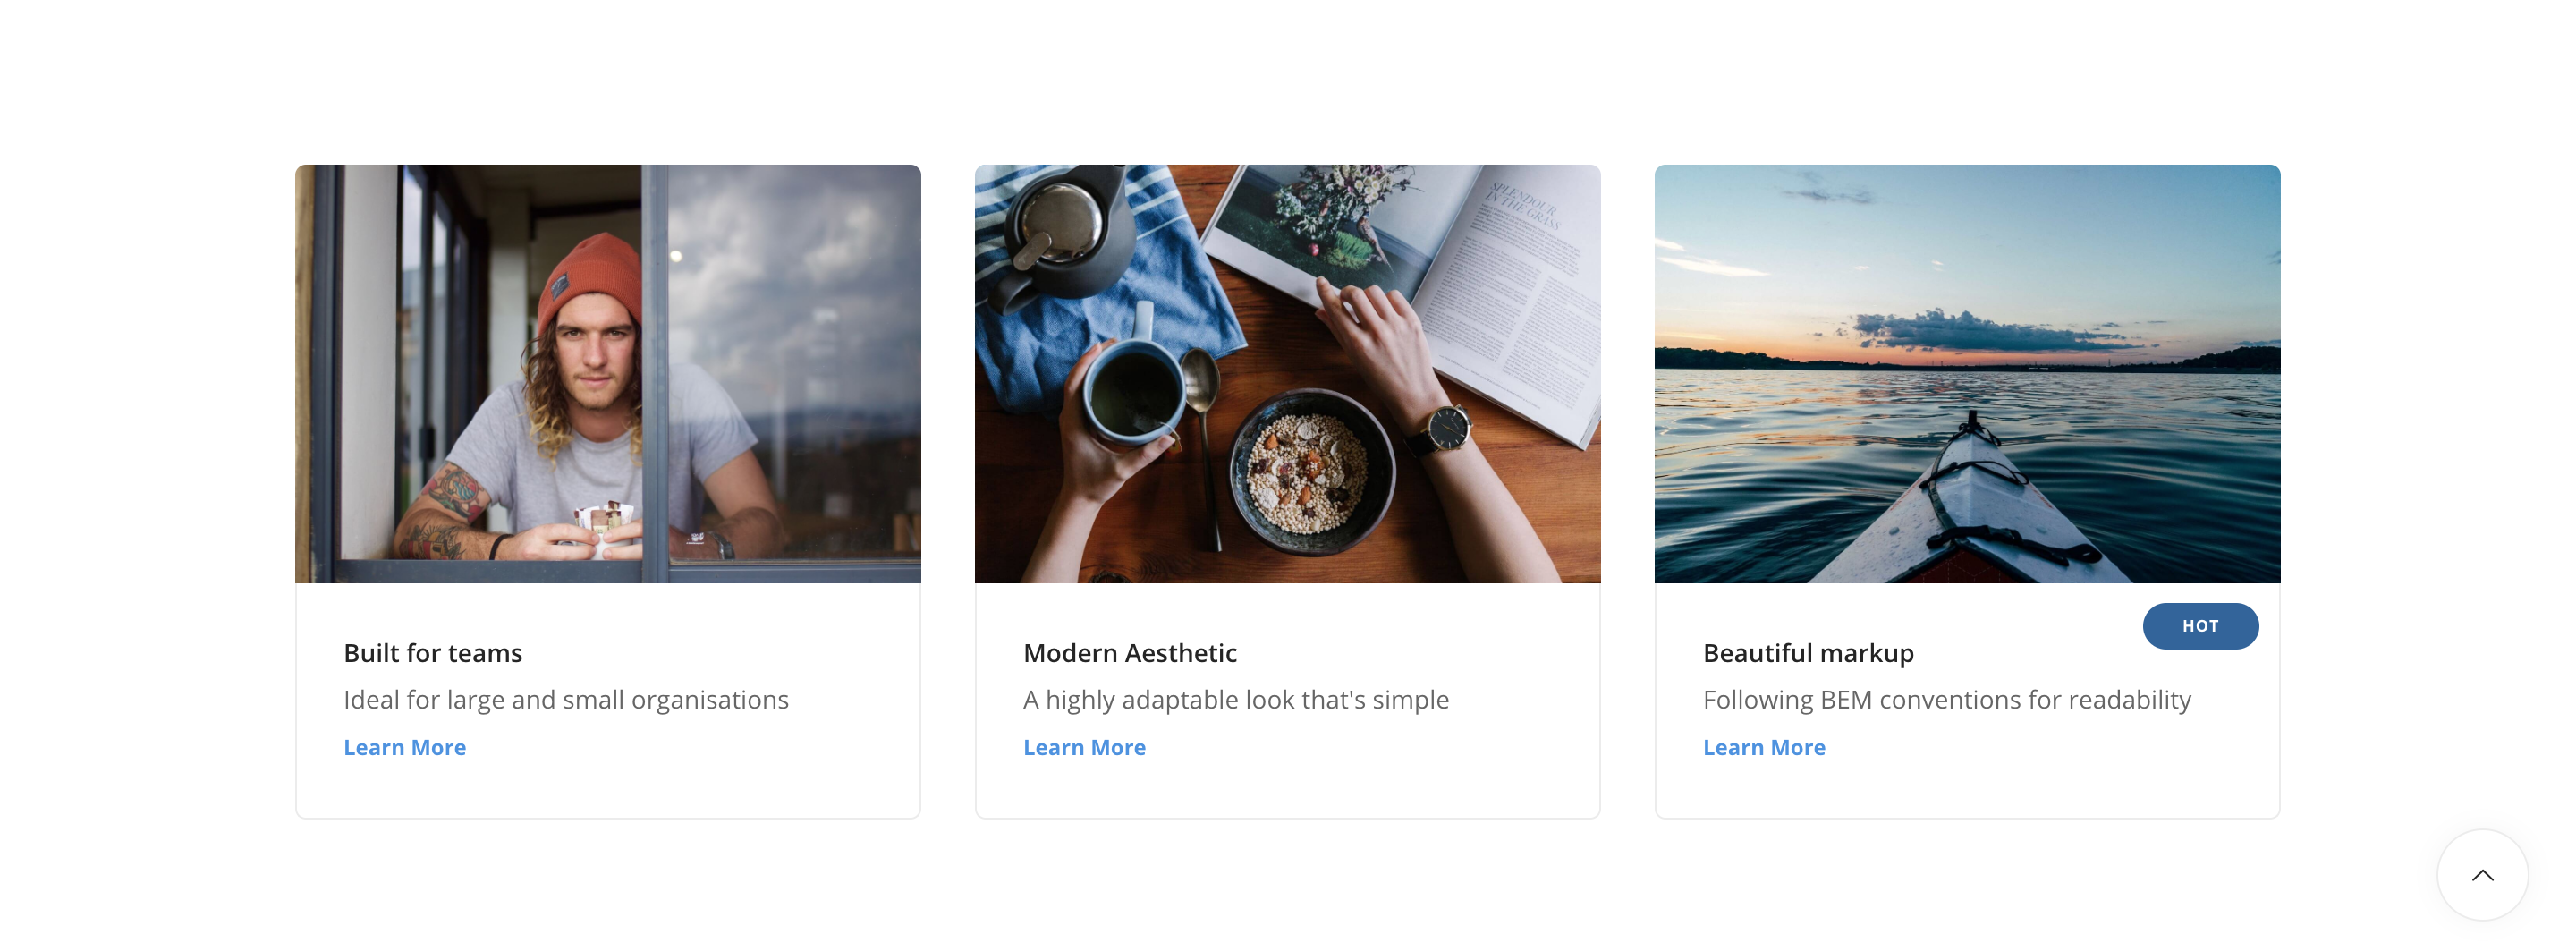 SPLENDOUR
IN THE GRASS
Built for teams
Ideal for large and small organisations
Learn More
Modern Aesthetic
A highly adaptable look that's simple
Learn More
HOT
Beautiful markup
Following BEM conventions for readability
Learn More